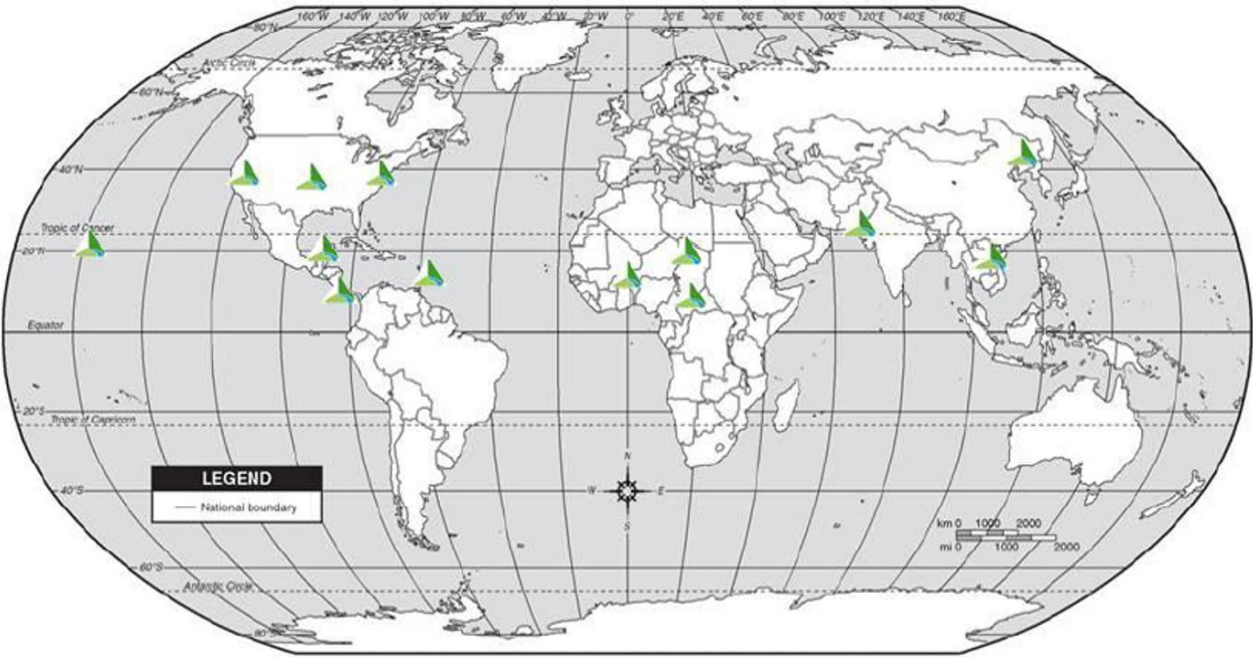 160°W 140°W 120°W 100°W 80°W 60°W 40°W 20°W 0° 20°E 40°E 60°E 80°E 100°E 120°E 140°E 160°E
80°N
Arctic Circle
60°N
40°N
Tropic of Cancer
20°N
Equator
20°S
Tropic of Capricorn
N
LEGEND
40°S
W E
National boundary
S
km 0 1000 2000
mi 0 1000 2000
60°S
Antarctic Circle
80°S